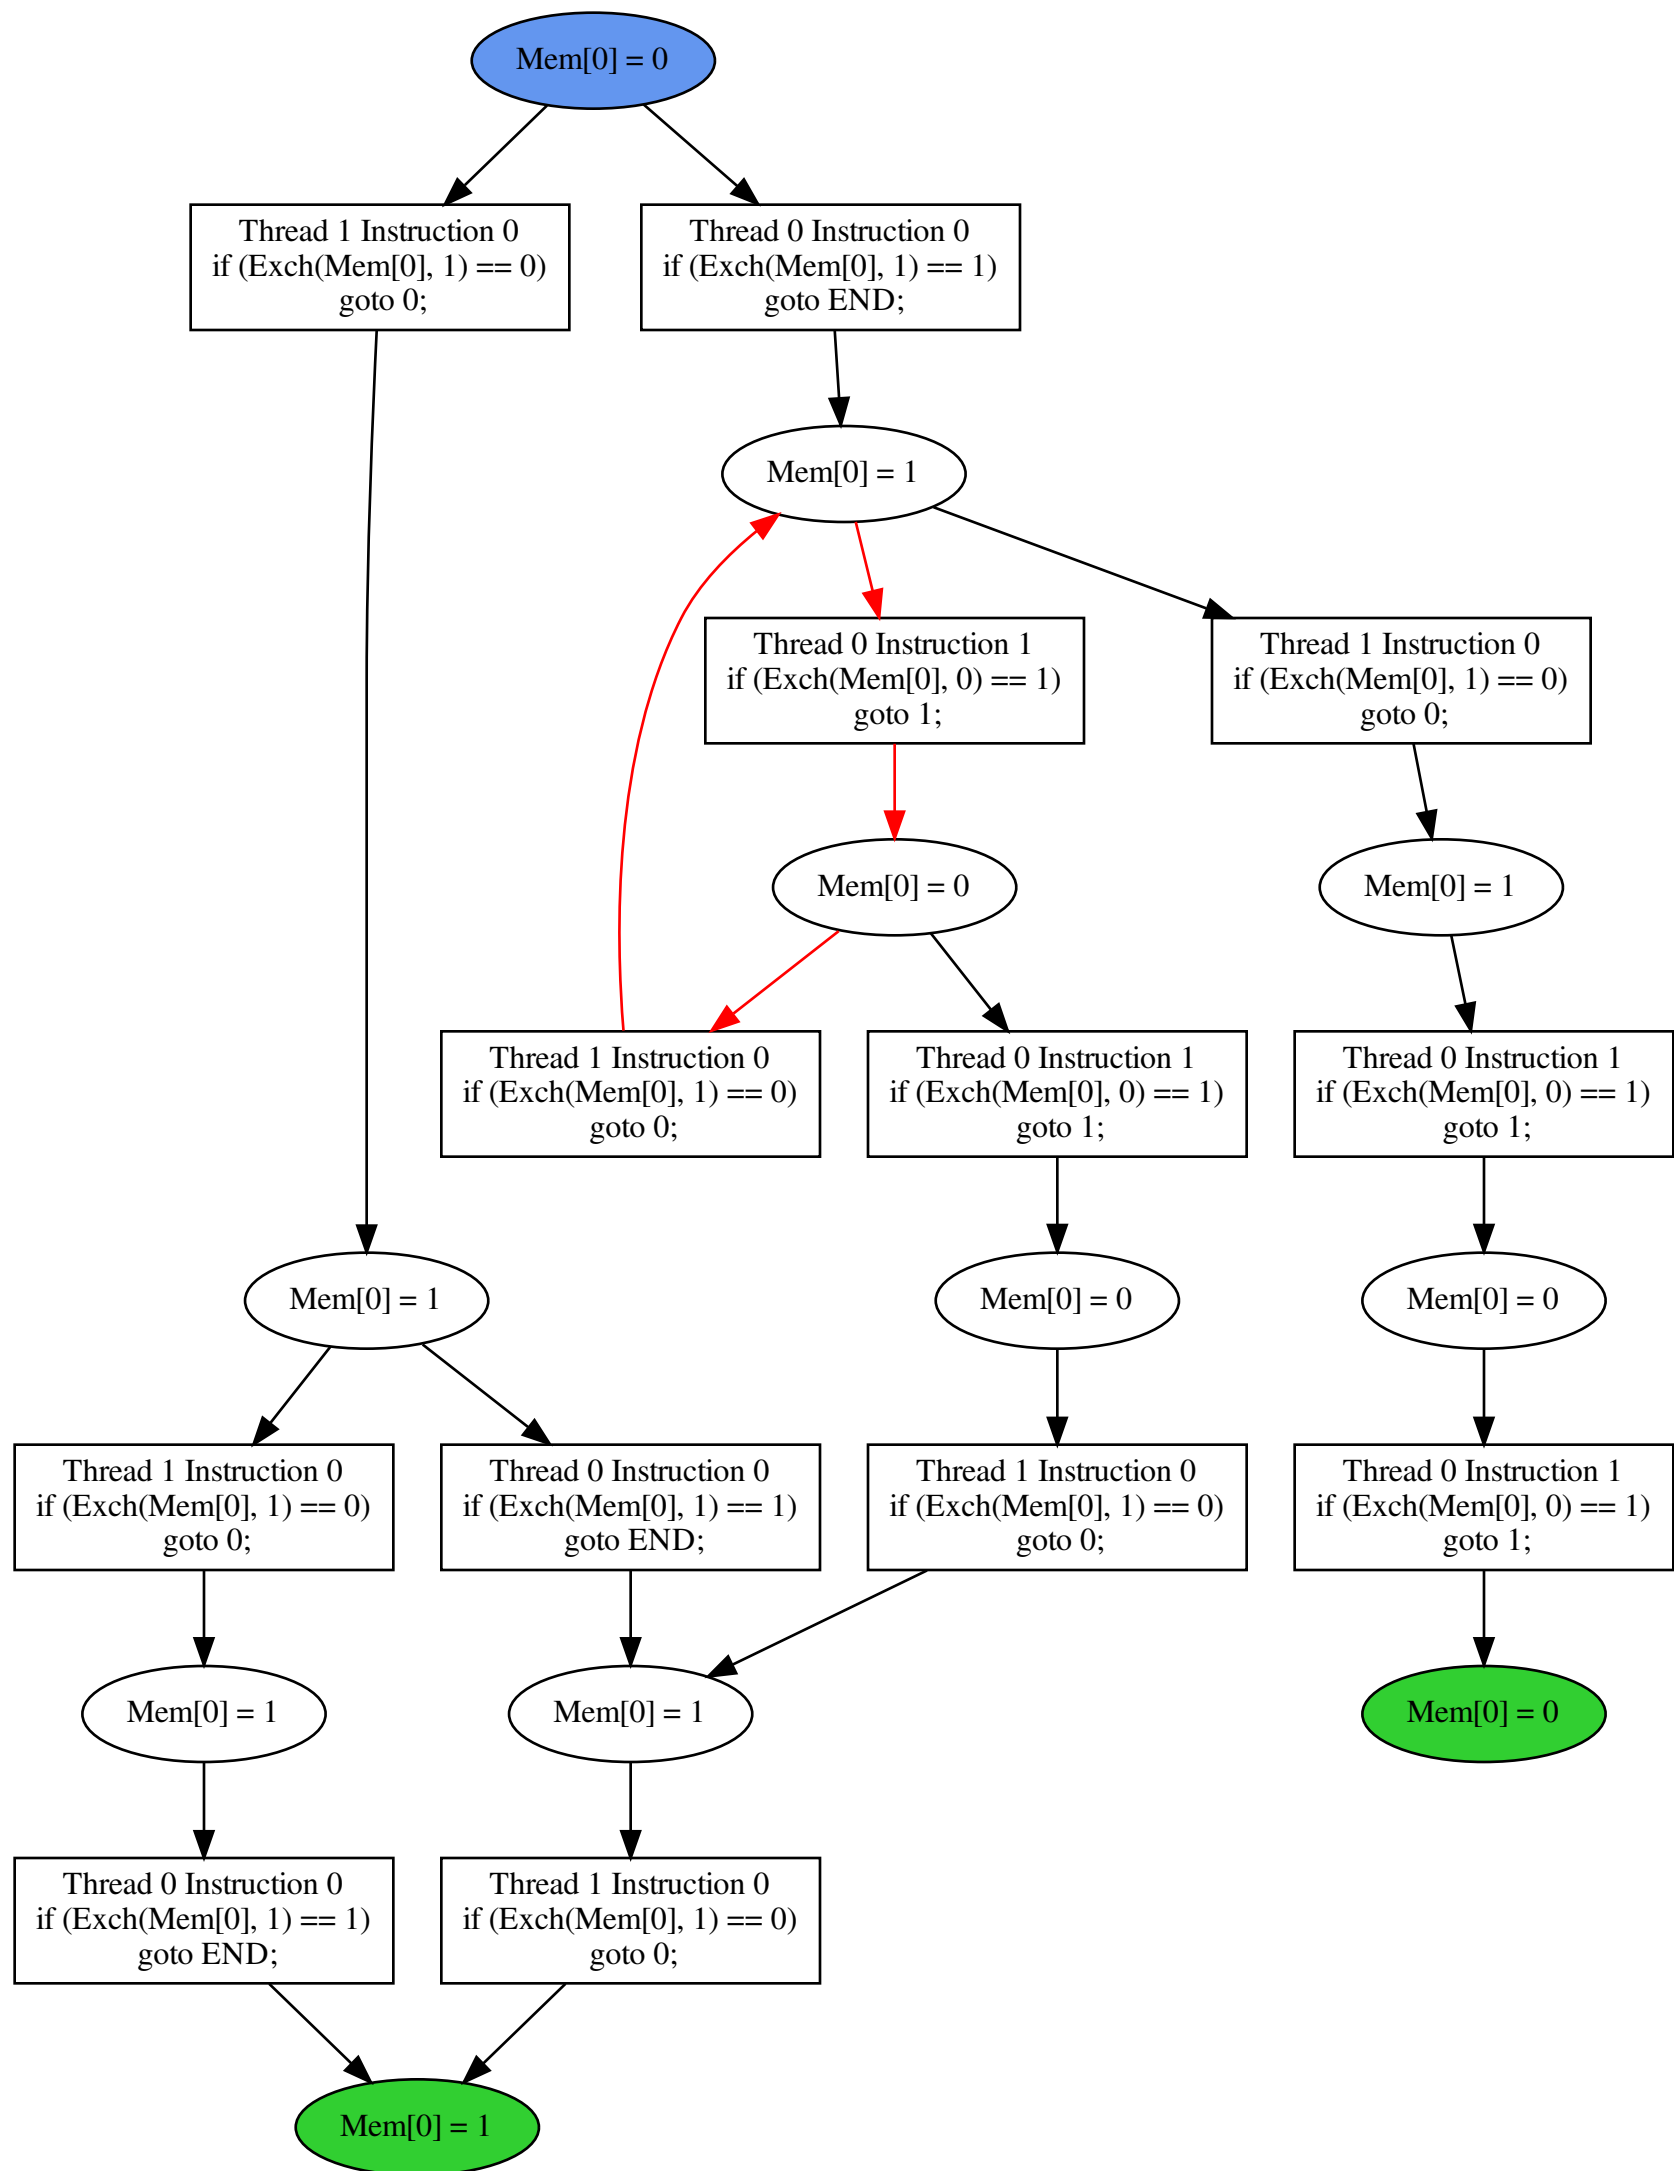 Mem[0] = 0
Thread 1 Instruction 0
if (Exch(Mem[0], 1) == 0)
goto 0;
Thread 0 Instruction 0
if (Exch(Mem[0], 1) == 1)
goto END;
Mem[0] = 1
Thread 0 Instruction 1
if (Exch(Mem[0], 0) == 1)
goto 1;
Thread 1 Instruction 0
if (Exch(Mem[0], 1) == 0)
goto 0;
Mem[0] = 0
Mem[0] = 1
Thread 1 Instruction 0
if (Exch(Mem[0], 1) == 0)
goto 0;
Thread 0 Instruction 1
if (Exch(Mem[0], 0) == 1)
goto 1;
Thread 0 Instruction 1
if (Exch(Mem[0], 0) == 1)
goto 1;
Mem[0] = 1
Mem[0] = 0
Mem[0] = 0
Thread 1 Instruction 0
if (Exch(Mem[0], 1) == 0)
goto 0;
Thread 0 Instruction 0
if (Exch(Mem[0], 1) == 1)
goto END;
Thread 1 Instruction 0
if (Exch(Mem[0], 1) == 0)
goto 0;
Thread 0 Instruction 1
if (Exch(Mem[0], 0) == 1)
goto 1;
Mem[0] = 1
Mem[0] = 1
Mem[0] = 0
Thread 0 Instruction 0
if (Exch(Mem[0], 1) == 1)
goto END;
Thread 1 Instruction 0
if (Exch(Mem[0], 1) == 0)
goto 0;
Mem[0] = 1